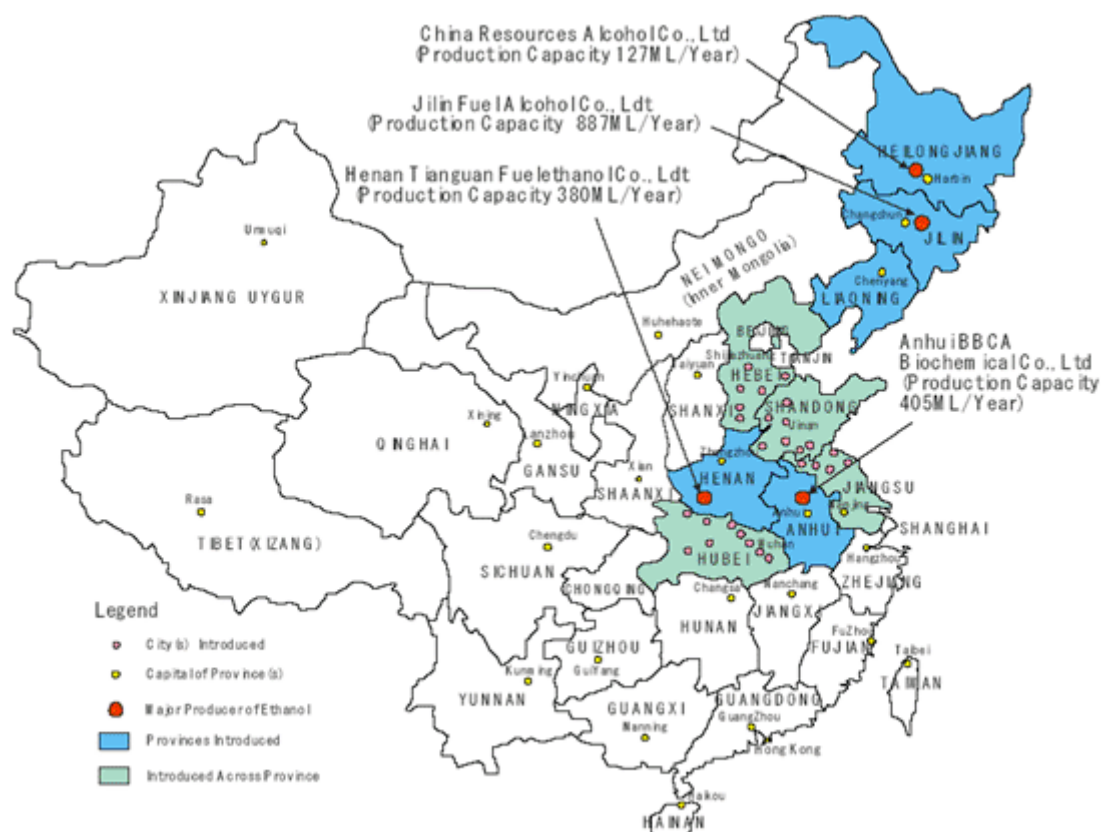 China Resources Alcohol Co., Ltd
(Production Capacity 127ML/Year)
Jilin Fuel Alcohol Co., Ldt
(Production Capacity 887ML/Year)
Henan Tianguan Fuelethanol Co., Ldt
(Production Capacity 380ML/Year)
HEILONGJIANG
Harbin
Changchun
JILIN
Urumqi
NEIMONGO
(Inner Mongolia)
Chenyang
LIAONING
XINJIANG UYGUR
Huhehaote
BEIJING
Anhui BBCA
Biochemical Co., Ltd
(Production Capacity
405ML/Year)
TIANJIN
Taiyuan
HEBEI
Yinchuan
NINGXIA
SHANXI
SHANDONG
Jinan
Xining
QINGHAI
Lanzhou
GANSU
Zhengzhou
HENAN
Xian
SHAANXI
JIANGSU
Rasa
Anhui
Nanjing
ANHUI
SHANGHAI
TIBET(XIZANG)
Chengdu
SICHUAN
Wuhan
HUBEI
Hangzhou
ZHEJIANG
CHONGQING
Changsa
Nanchang
JIANGXI
HUNAN
Legend
City(s) Introduced
Capital of Province(s)
Major Producer of Ethanol
Provinces Introduced
Introduced Across Province
GUIZHOU
Guiyang
FuZhou
FUJIAN
Taibei
TAIWAN
Kunming
YUNNAN
GUANGXI
Nanning
GUANGDONG
GuangZhou
Hong Kong
Haikou
HAINAN